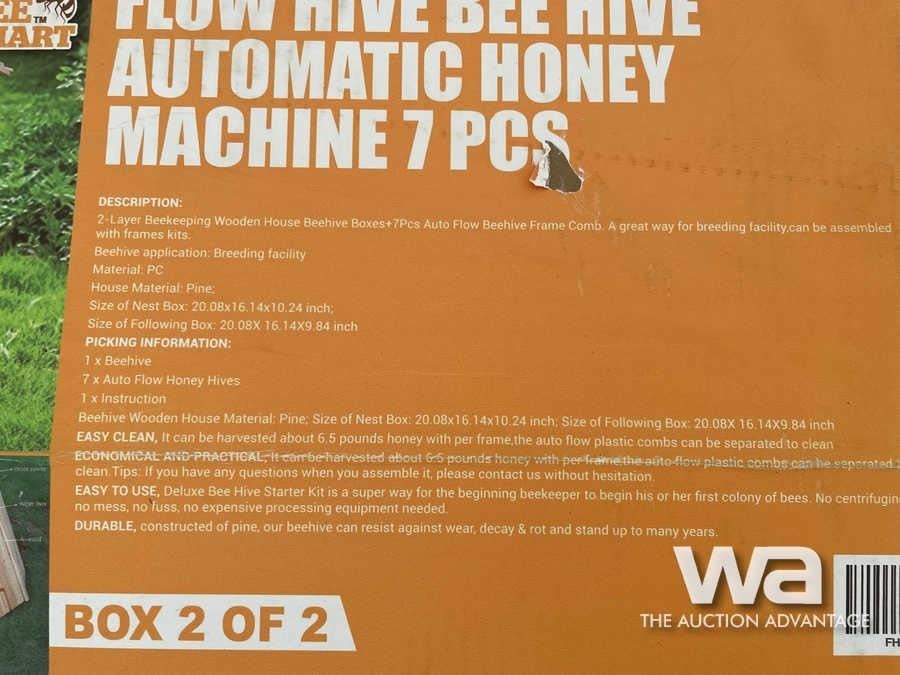 FLOW HIVE BEE HIVE
AUTOMATIC HONEY
MACHINE 7 PCS
DESCRIPTION:
2-Layer Beekeeping Wooden House Beehive Boxes+7Pcs Auto Flow Beehive Frame Comb. A great way for breeding facility,can be assembled
with frames kits.
Beehive application: Breeding facility
Material: PC
House Material: Pine;
Size of Nest Box: 20.08x16.14x10.24 inch;
Size of Following Box: 20.08X 16.14X9.84 inch
PICKING INFORMATION:
1 x Beehive
7 x Auto Flow Honey Hives
1 x Instruction
Beehive Wooden House Material: Pine; Size of Nest Box: 20.08x16.14x10.24 inch; Size of Following Box: 20.08X 16.14X9.84 inch
EASY CLEAN, It can be harvested about 6.5 pounds honey with per frame,the auto flow plastic combs can be separated to clean
ECONOMICAL AND PRACTICAL, It can be harvested about 6.5 pounds honey with per frame,the auto flow plastic combs can be separated
clean.Tips: If you have any questions when you assemble it, please contact us without hesitation.
EASY TO USE, Deluxe Bee Hive Starter Kit is a super way for the beginning beekeeper to begin his or her first colony of bees. No centrifuging
no mess, no fuss, no expensive processing equipment needed.
DURABLE, constructed of pine, our beehive can resist against wear, decay & rot and stand up to many years.
wa
THE AUCTION ADVANTAGE
BOX 2 OF 2
FH